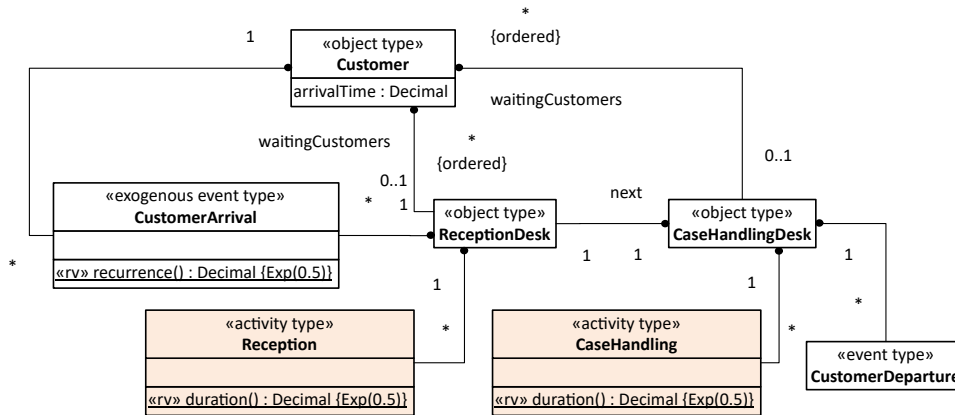 *
1
«object type»
{ordered}
Customer
arrivalTime : Decimal
waitingCustomers
waitingCustomers
*
{ordered}
0..1
0..1
«exogenous event type»
*
1
next
CustomerArrival
«object type»
ReceptionDesk
«object type»
CaseHandlingDesk
*
«rv» recurrence() : Decimal {Exp(0.5)}
1
1
1
1
1
*
*
*
«activity type»
Reception
«activity type»
CaseHandling
«event type»
CustomerDeparture
«rv» duration() : Decimal {Exp(0.5)}
«rv» duration() : Decimal {Exp(0.5)}